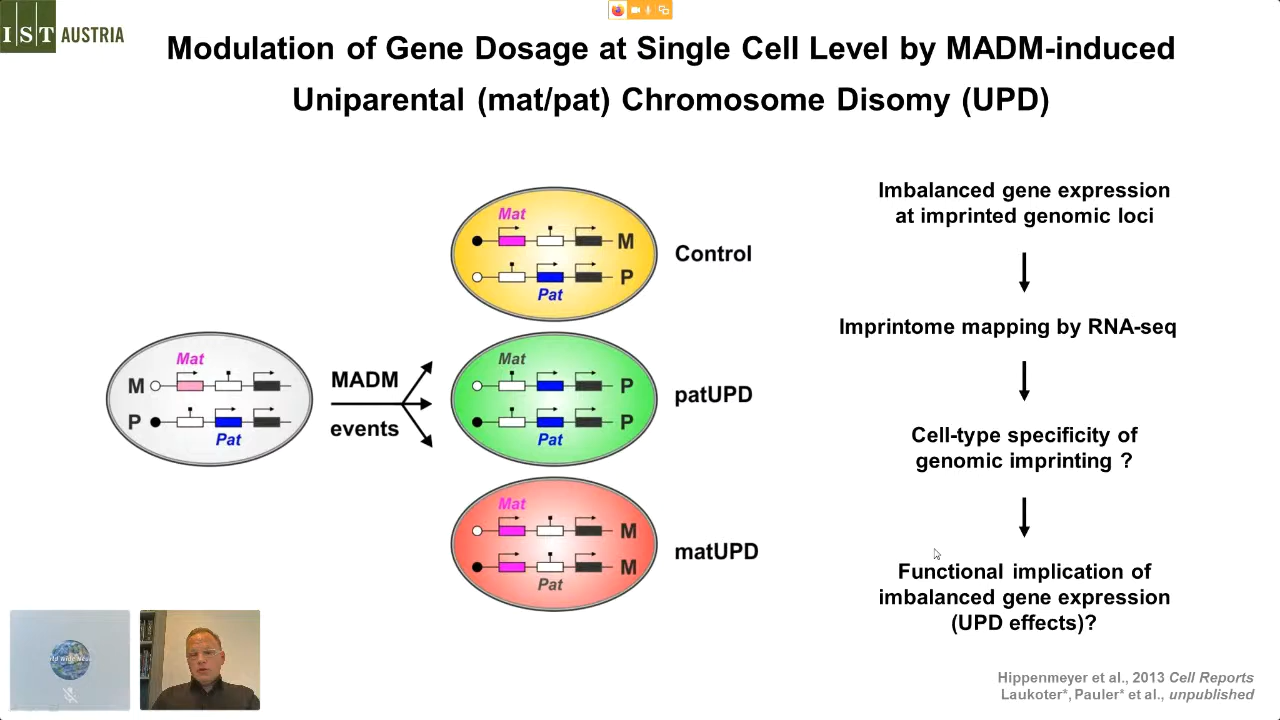 IST AUSTRIA
Modulation of Gene Dosage at Single Cell Level by MADM-induced
Uniparental (mat/pat) Chromosome Disomy (UPD)
Mat
M
P
Pat
MADM
events
Mat
M
P
Pat
Control
Mat
P
P
Pat
patUPD
Mat
M
M
Pat
matUPD
Imbalanced gene expression
at imprinted genomic loci
Imprintome mapping by RNA-seq
Cell-type specificity of
genomic imprinting ?
Functional implication of
imbalanced gene expression
(UPD effects)?
Hippenmeyer et al., 2013 Cell Reports
Laukoter*, Pauler* et al., unpublished